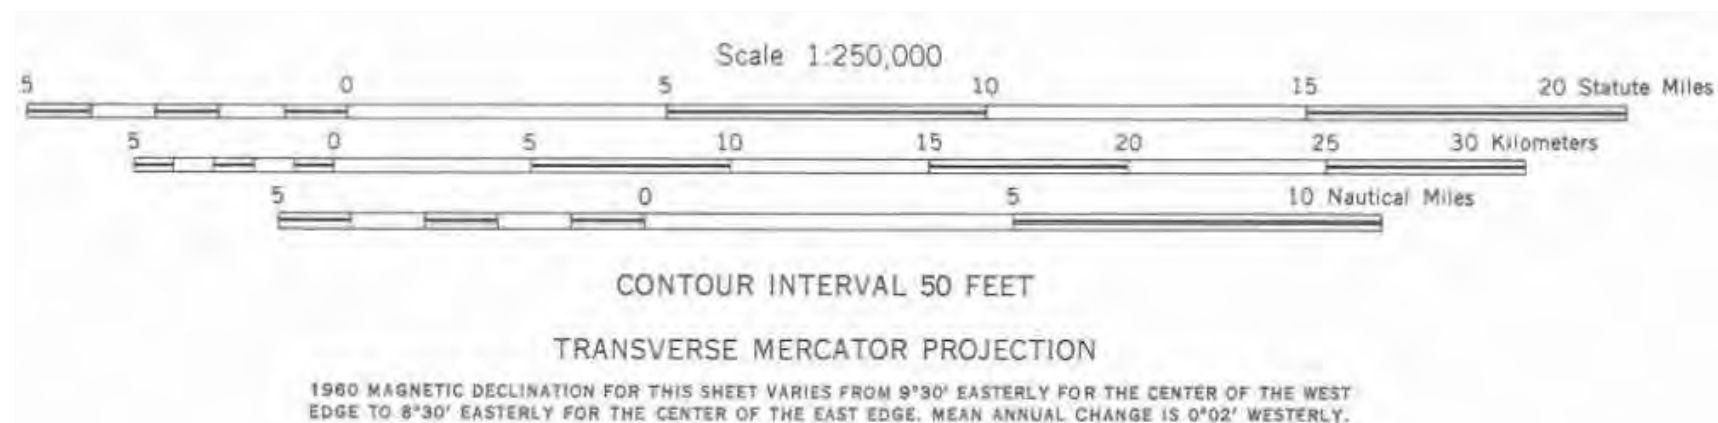 Scale 1:250,000
5 0 5 10 15 20 Statute Miles
5 0 5 10 15 20 25 30 Kilometers
5 0 5 10 Nautical Miles
CONTOUR INTERVAL 50 FEET
TRANSVERSE MERCATOR PROJECTION
1960 MAGNETIC DECLINATION FOR THIS SHEET VARIES FROM 9°30' EASTERLY FOR THE CENTER OF THE WEST
EDGE TO 8°30' EASTERLY FOR THE CENTER OF THE EAST EDGE. MEAN ANNUAL CHANGE IS 0°02' WESTERLY.